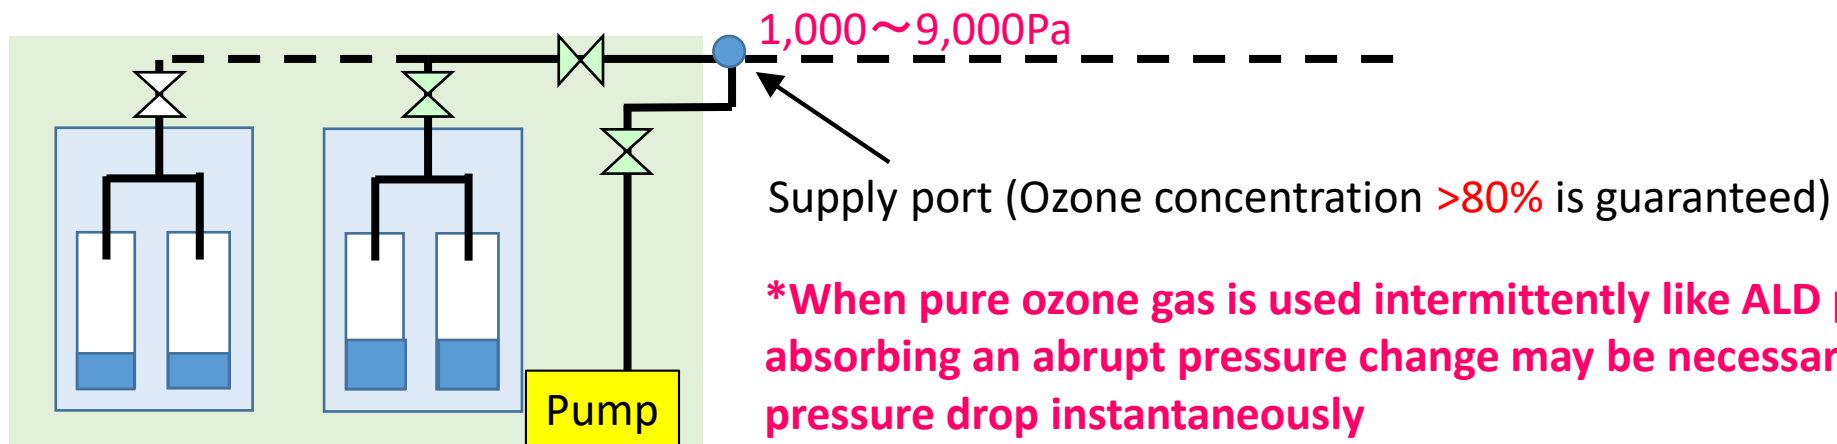 1,000～9,000Pa
Supply port (Ozone concentration >80% is guaranteed)
*When pure ozone gas is used intermittently like ALD
absorbing an abrupt pressure change may be
pressure drop instantaneously
Pump